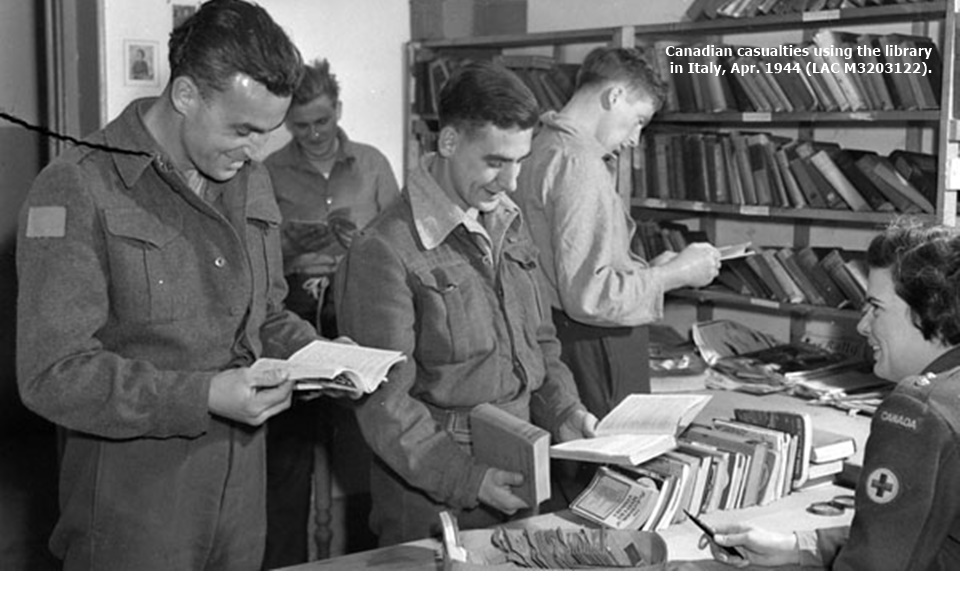 Canadian casualties using the library
in Italy, Apr. 1944 (LAC M3203122).
CANADA